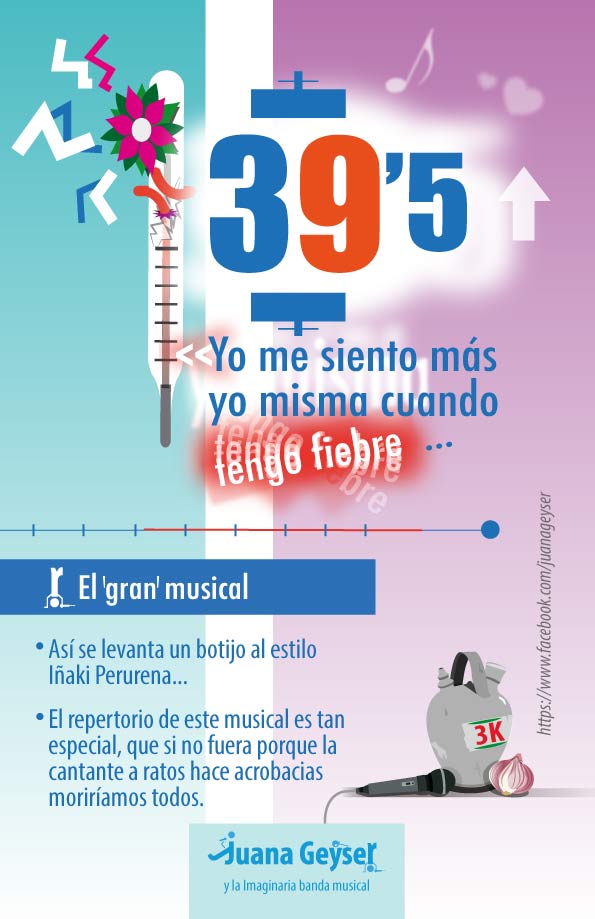 39'5
«Yo me siento más
yo misma cuando
tengo fiebre ...
El 'gran' musical
• Así se levanta un botijo al estilo
Iñaki Perurena...
• El repertorio de este musical es tan
especial, que si no fuera porque la
cantante a ratos hace acrobacias
moriríamos todos.
https://www.facebook.com/juanageyser
3K
Juana Geyser
y la Imaginaria banda musical